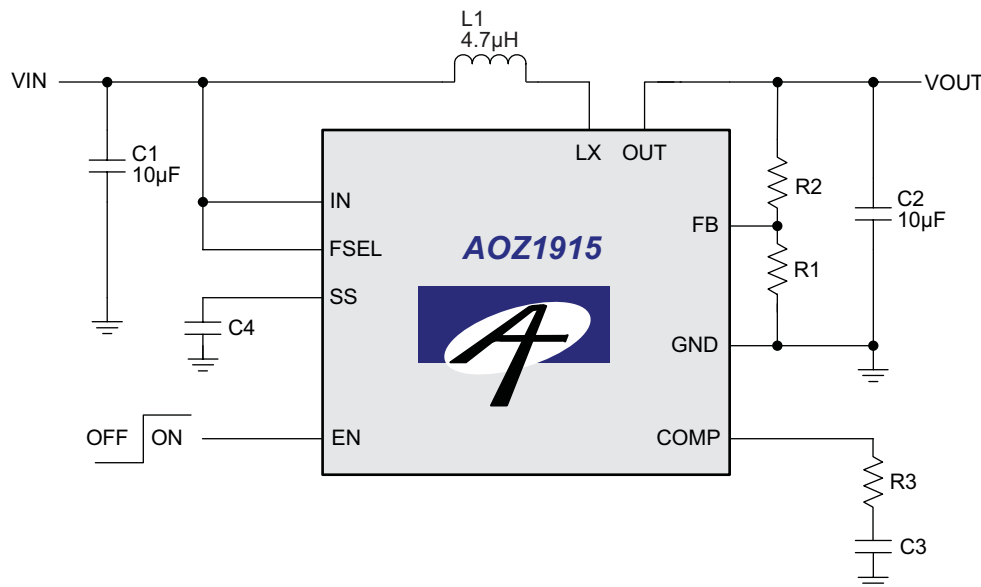 L1
4.7µH
VIN
VOUT
C1
10µF
LX OUT
IN
FSEL
SS
C4
AOZ1915
FB
R2
R1
C2
10µF
GND
OFF ON
EN
COMP
R3
C3